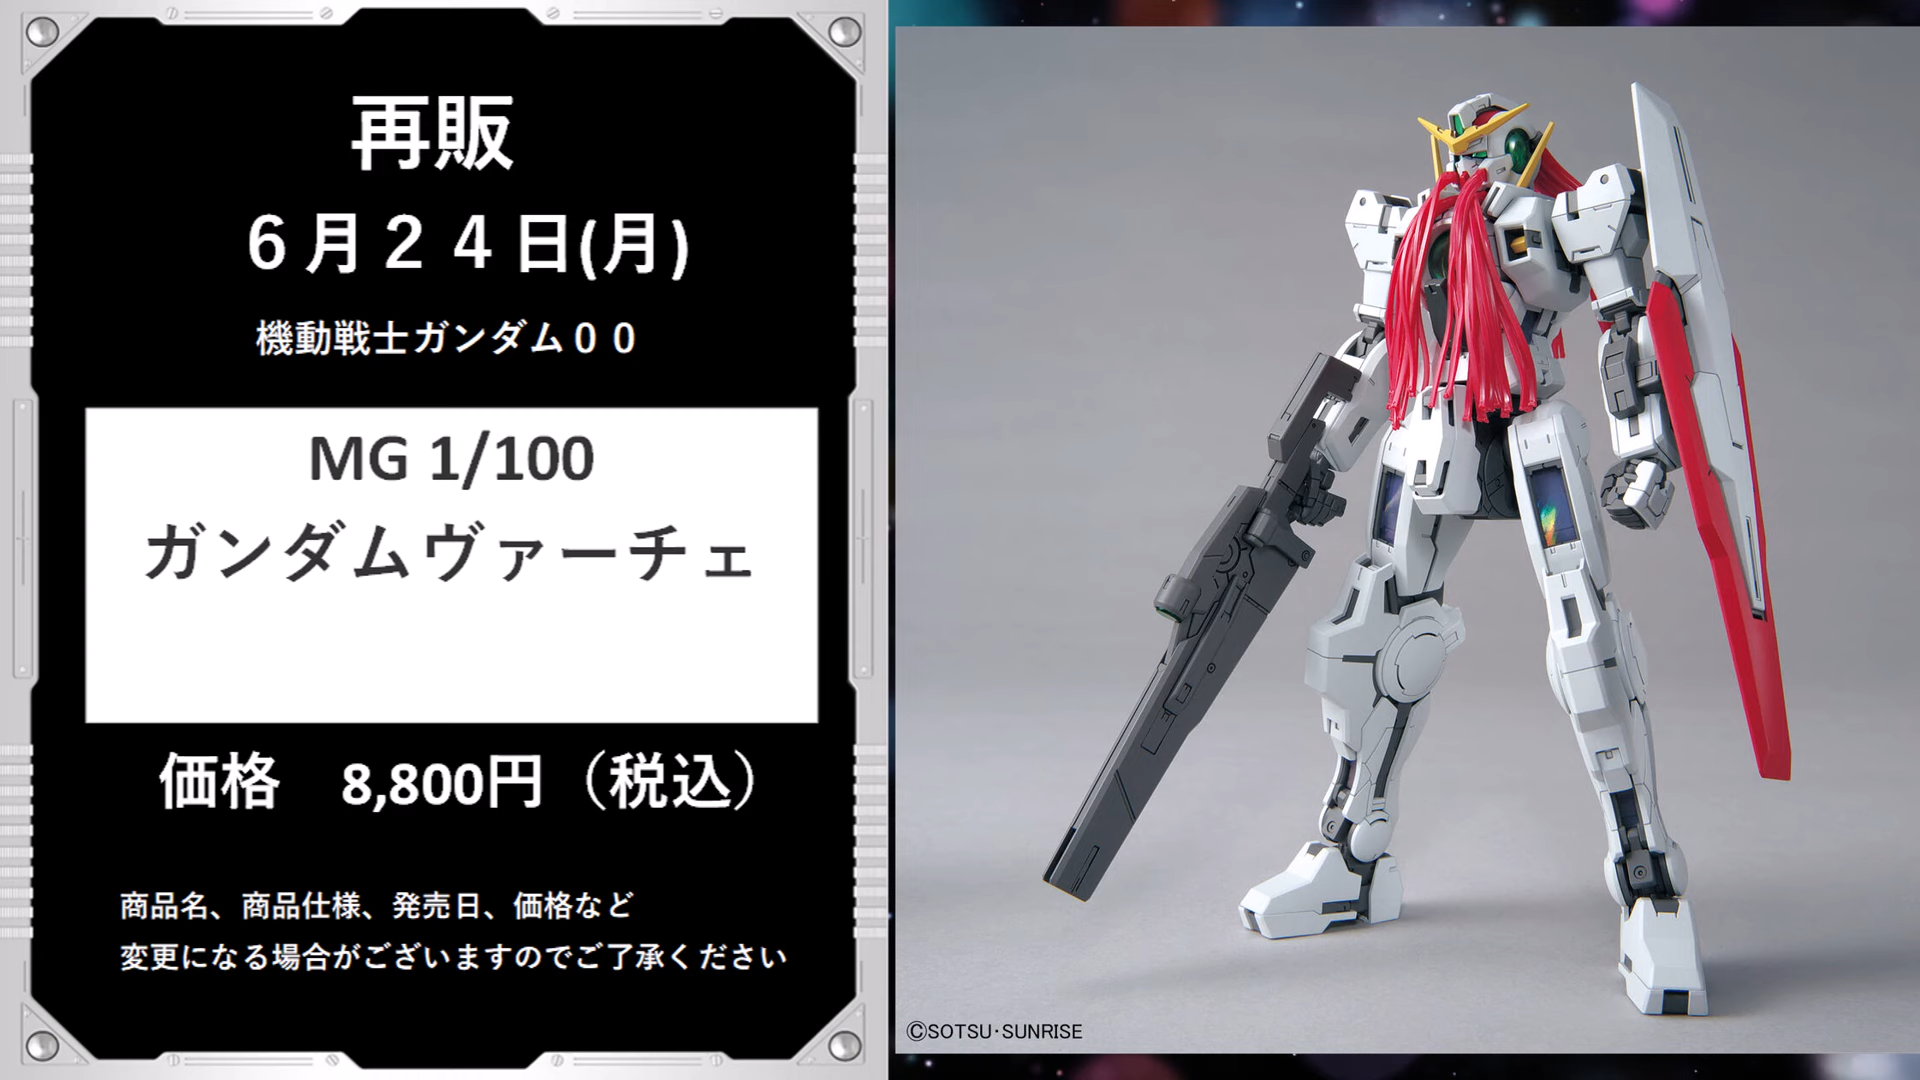 再販
６月２４日(月)
機動戦士ガンダム００
MG 1/100
ガンダムヴァーチェ
価格　8,800円（税込）
商品名、商品仕様、発売日、価格など
変更になる場合がございますのでご了承ください
©SOTSU・SUNRISE